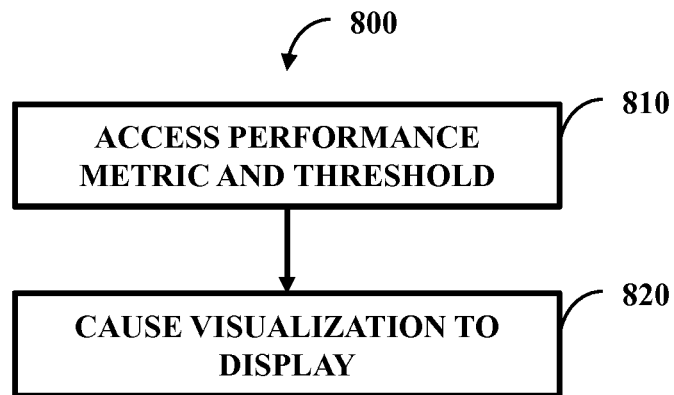 800
810
ACCESS PERFORMANCE
METRIC AND THRESHOLD
820
CAUSE VISUALIZATION TO
DISPLAY